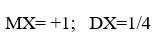 MX= +1;   DX=1/4